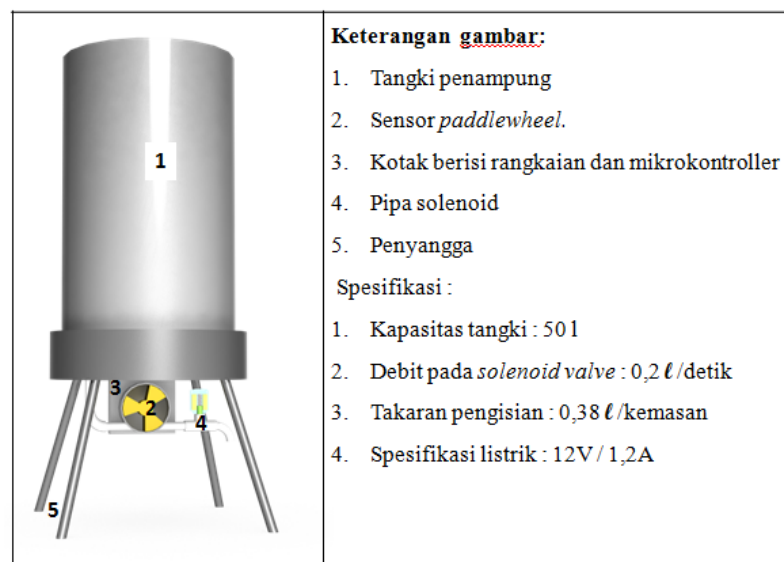 Keterangan gambar:
1. Tangki penampung
2. Sensor paddlewheel.
3. Kotak berisi rangkaian dan mikrokontroller
4. Pipa solenoid
5. Penyangga
Spesifikasi :
1. Kapasitas tangki : 50 l
2. Debit pada solenoid valve : 0,2 ℓ/detik
3. Takaran pengisian : 0,38 ℓ/kemasan
4. Spesifikasi listrik : 12V / 1,2A
1
3
2
4
5